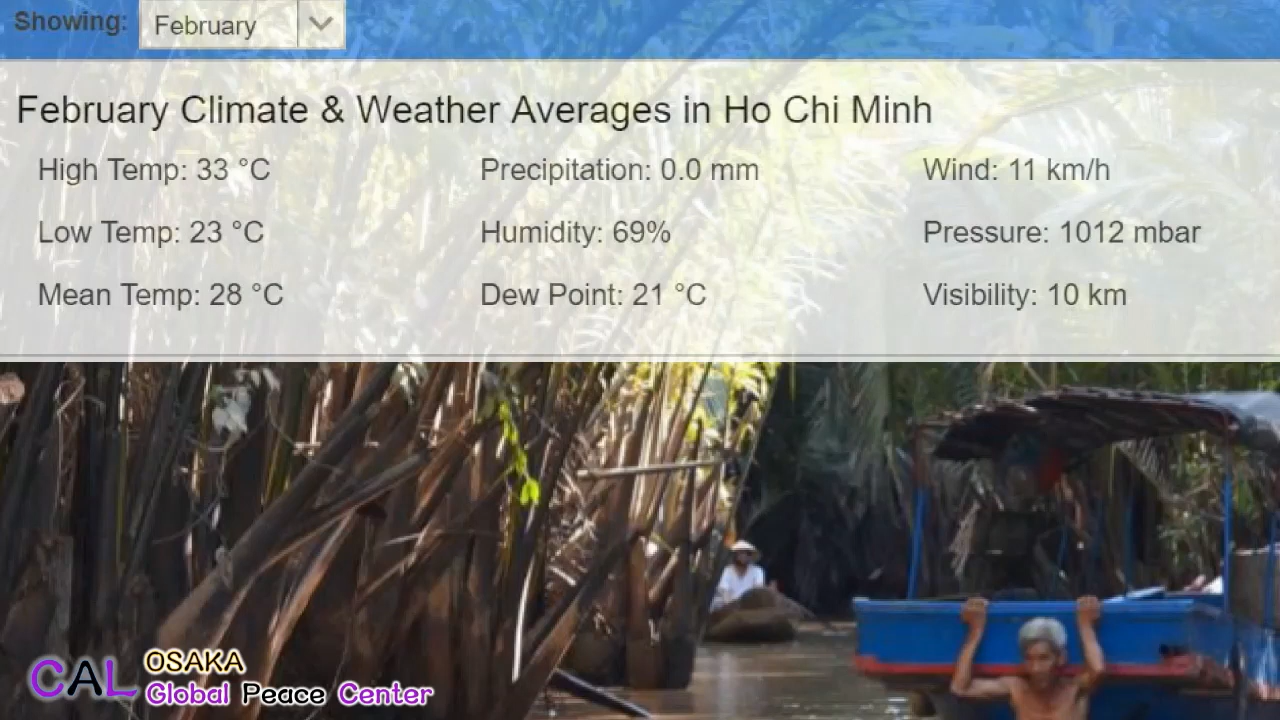 Showing: February
February Climate & Weather Averages in Ho Chi Minh
High Temp: 33 °C Precipitation: 0.0 mm Wind: 11 km/h
Low Temp: 23 °C Humidity: 69% Pressure: 1012 mbar
Mean Temp: 28 °C Dew Point: 21 °C Visibility: 10 km
CAL OSAKA
Global Peace Center